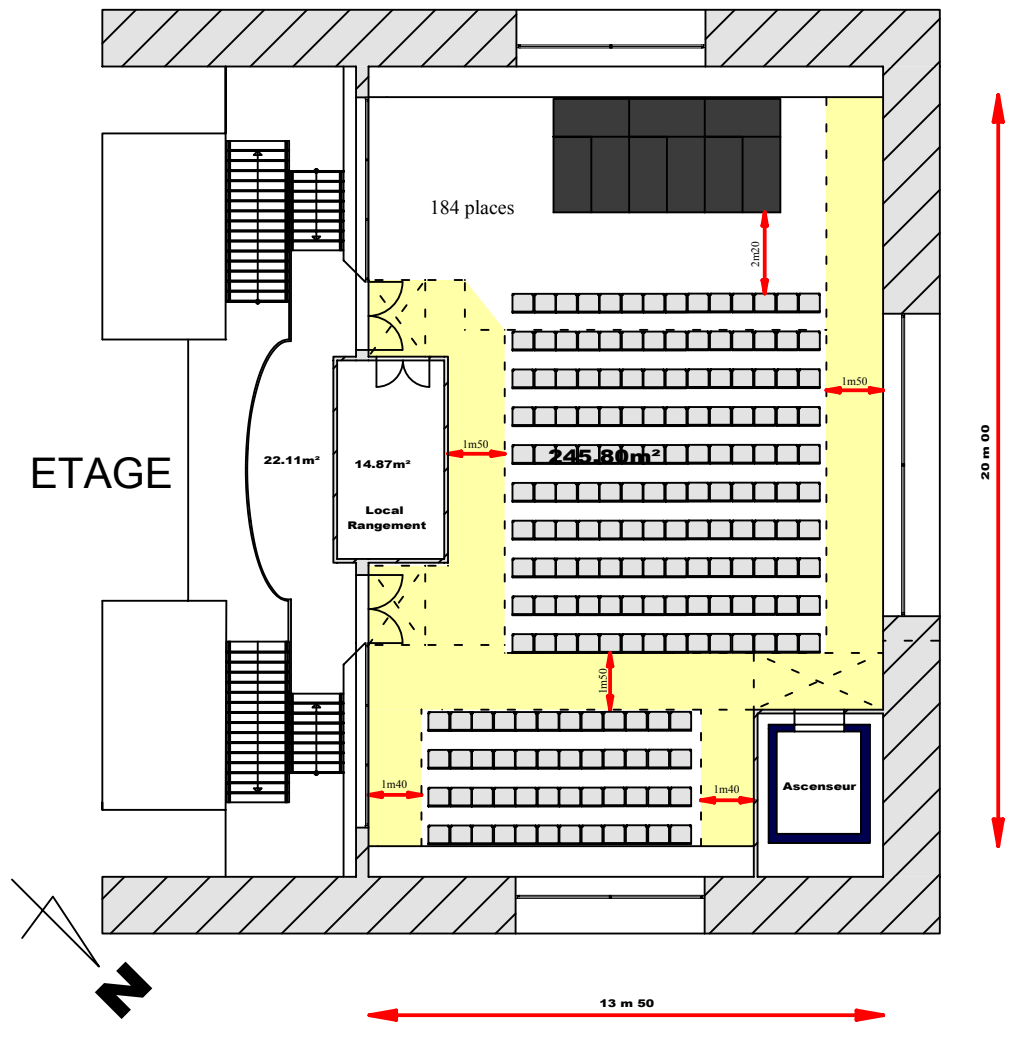 184 places
2m20
1m50
1m50
245.80m²
ETAGE
22.11m²
14.87m²
Local
Rangement
20 m 00
1m50
1m40
1m40
Ascenseur
N
13 m 50